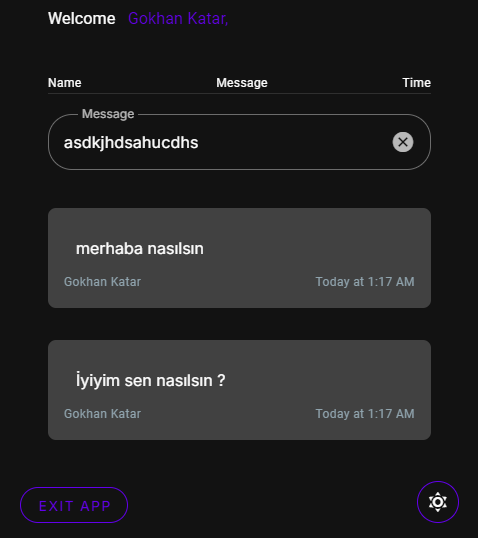 Welcome Gokhan Katar,
Name Message Time
Message
asdkjhdsahucdhs
merhaba nasılsın
Gokhan Katar Today at 1:17 AM
İyiyim sen nasılsın ?
Gokhan Katar Today at 1:17 AM
EXIT APP